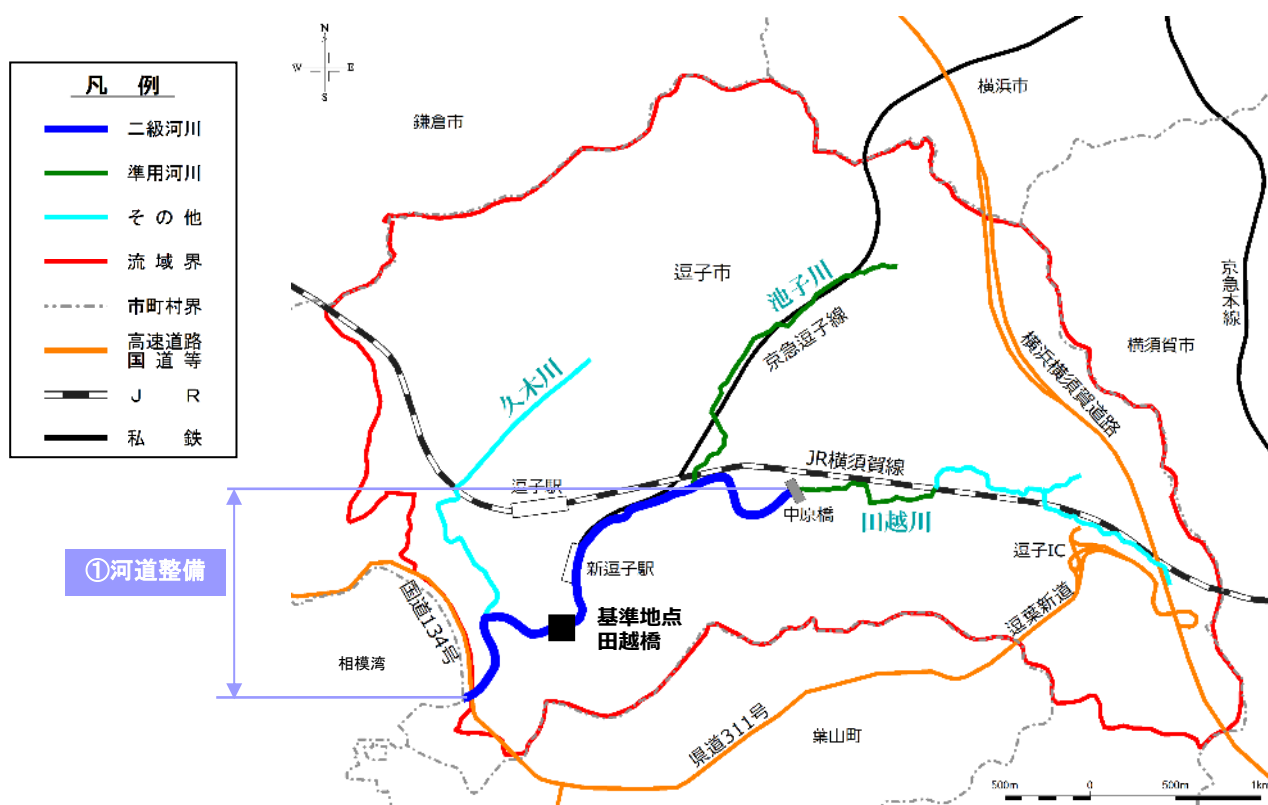 凡 例
二級河川
準用河川
そ の 他
流 域 界
市町村界
高速道路
国 道 等
J R
私 鉄
N
W E
S
鎌倉市
横浜市
逗子市
池子川
京急逗子線
京急本線
横須賀市
横浜横須賀道路
久木川
JR横須賀線
逗子駅
中原橋
田越川
逗子IC
①河道整備
新逗子駅
国道134号
基準地点
田越橋
逗葉新道
相模湾
県道311号
葉山町
500m 0 500m 1km